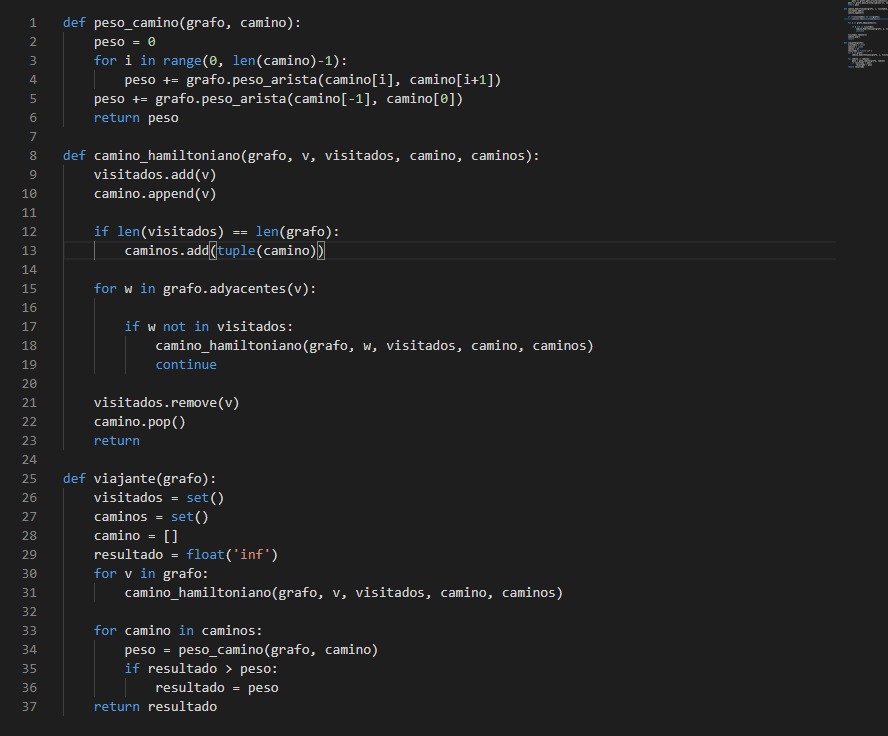 1 def peso_camino(grafo, camino):
2 peso = 0
3 for i in range(0, len(camino)-1):
4 peso += grafo.peso_arista(camino[i], camino[i+1])
5 peso += grafo.peso_arista(camino[-1], camino[0])
6 return peso
7
8 def camino_hamiltoniano(grafo, v, visitados, camino, caminos):
9 visitados.add(v)
10 camino.append(v)
11
12 if len(visitados) == len(grafo):
13 caminos.add(tuple(camino))
14
15 for w in grafo.adyacentes(v):
16
17 if w not in visitados:
18 camino_hamiltoniano(grafo, w, visitados, camino, caminos)
19 continue
20
21 visitados.remove(v)
22 camino.pop()
23 return
24
25 def viajante(grafo):
26 visitados = set()
27 caminos = set()
28 camino = []
29 resultado = float('inf')
30 for v in grafo:
31 camino_hamiltoniano(grafo, v, visitados, camino, caminos)
32
33 for camino in caminos:
34 peso = peso_camino(grafo, camino)
35 if resultado > peso:
36 resultado = peso
37 return resultado